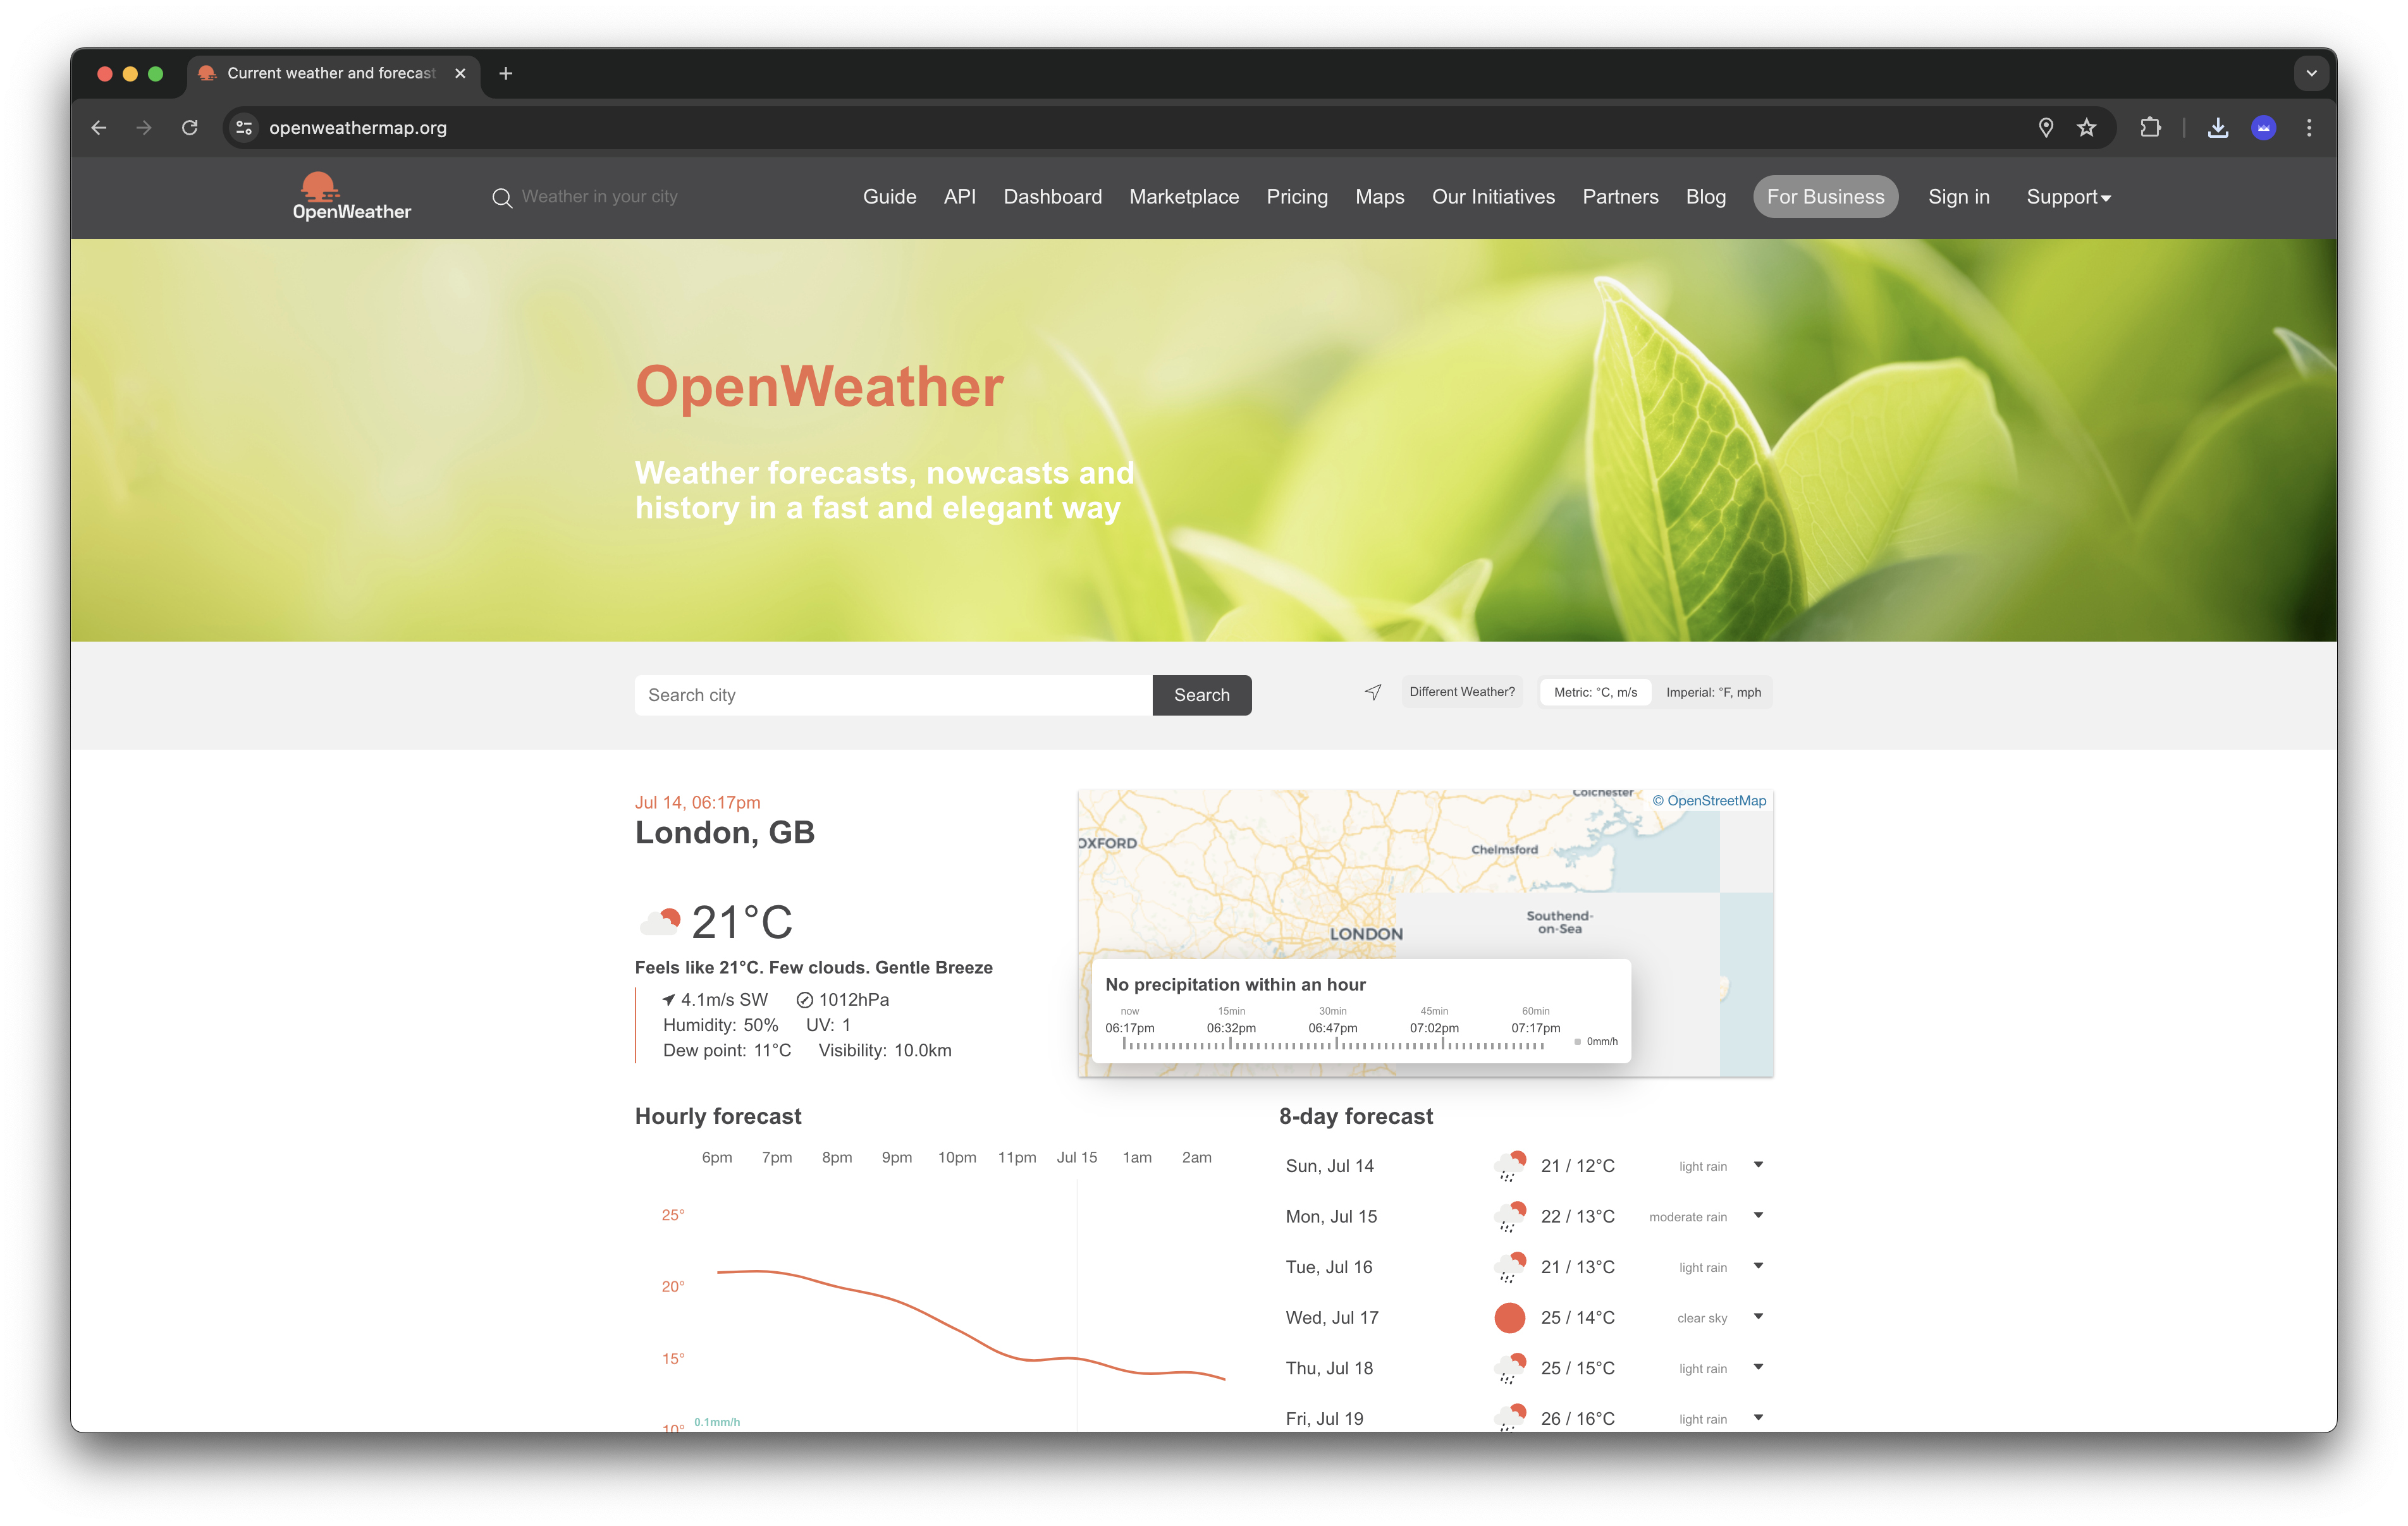 Current weather and forecast
openweathermap.org
OpenWeather
Weather in your city
Guide API Dashboard Marketplace Pricing Maps Our Initiatives Partners Blog For Business Sign in Support
OpenWeather
Weather forecasts, nowcasts and
history in a fast and elegant way
Search city
Search
Different Weather?
Metric: °C, m/s
Imperial: °F, mph
Jul 14, 06:17pm
London, GB
21°C
Feels like 21°C. Few clouds. Gentle Breeze
4.1m/s SW 1012hPa
Humidity: 50% UV: 1
Dew point: 11°C Visibility: 10.0km
Colchester
© OpenStreetMap
OXFORD
Chelmsford
Southend-
on-Sea
LONDON
No precipitation within an hour
now 15min 30min 45min 60min
06:17pm 06:32pm 06:47pm 07:02pm 07:17pm
0mm/h
Hourly forecast
6pm 7pm 8pm 9pm 10pm 11pm Jul 15 1am 2am
25°
20°
15°
10°
0.1mm/h
8-day forecast
Sun, Jul 14 21 / 12°C light rain
Mon, Jul 15 22 / 13°C moderate rain
Tue, Jul 16 21 / 13°C light rain
Wed, Jul 17 25 / 14°C clear sky
Thu, Jul 18 25 / 15°C light rain
Fri, Jul 19 26 / 16°C light rain